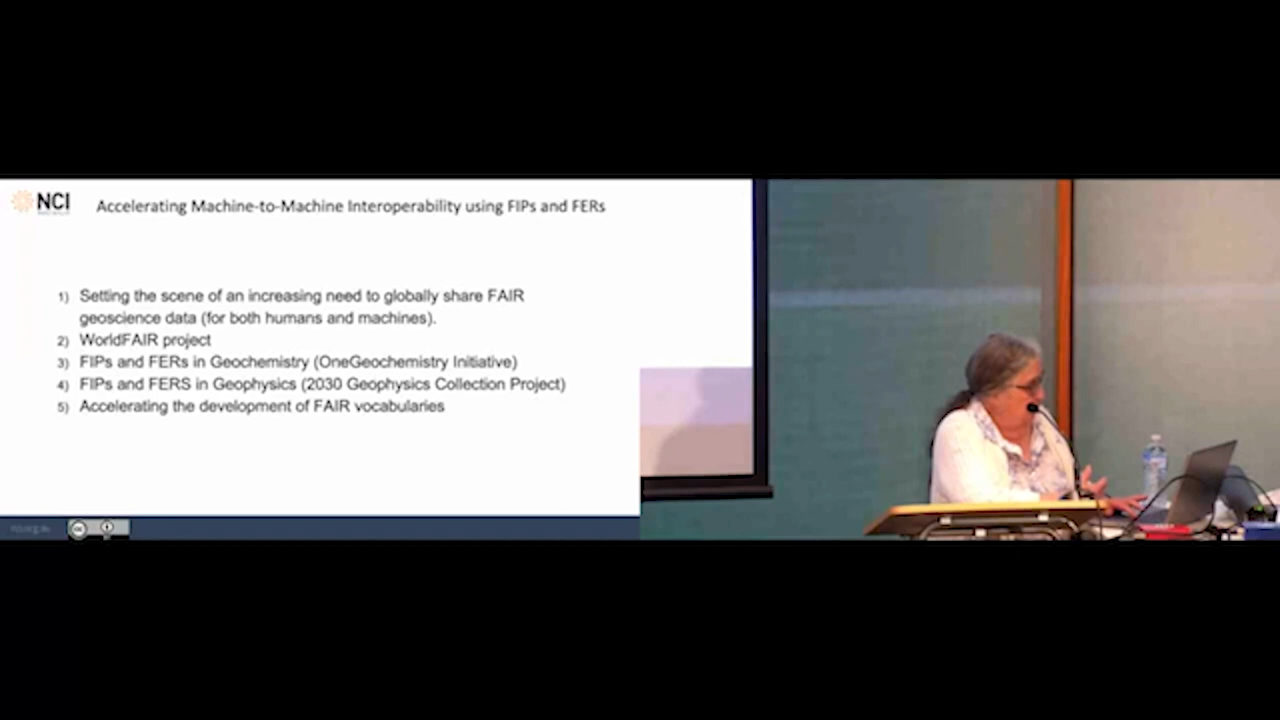 NCI
Accelerating Machine-to-Machine Interoperability using FIPs and FERs
1) Setting the scene of an increasing need to globally share FAIR
geoscience data (for both humans and machines).
2) WorldFAIR project
3) FIPs and FERs in Geochemistry (OneGeochemistry Initiative)
4) FIPs and FERS in Geophysics (2030 Geophysics Collection Project)
5) Accelerating the development of FAIR vocabularies
cc